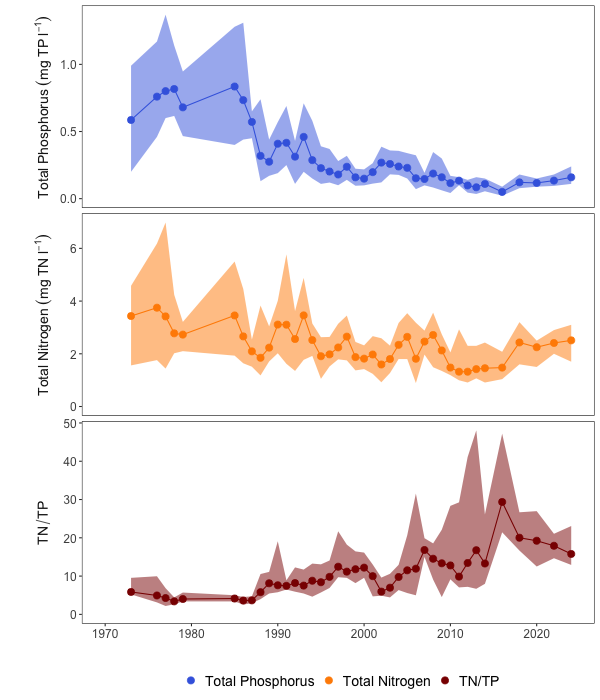 Total Phosphorus (mg TP l⁻¹)
1.0
0.5
0.0
Total Nitrogen (mg TN l⁻¹)
6
4
2
0
TN/TP
50
40
30
20
10
0
1970 1980 1990 2000 2010 2020
Total Phosphorus Total Nitrogen TN/TP